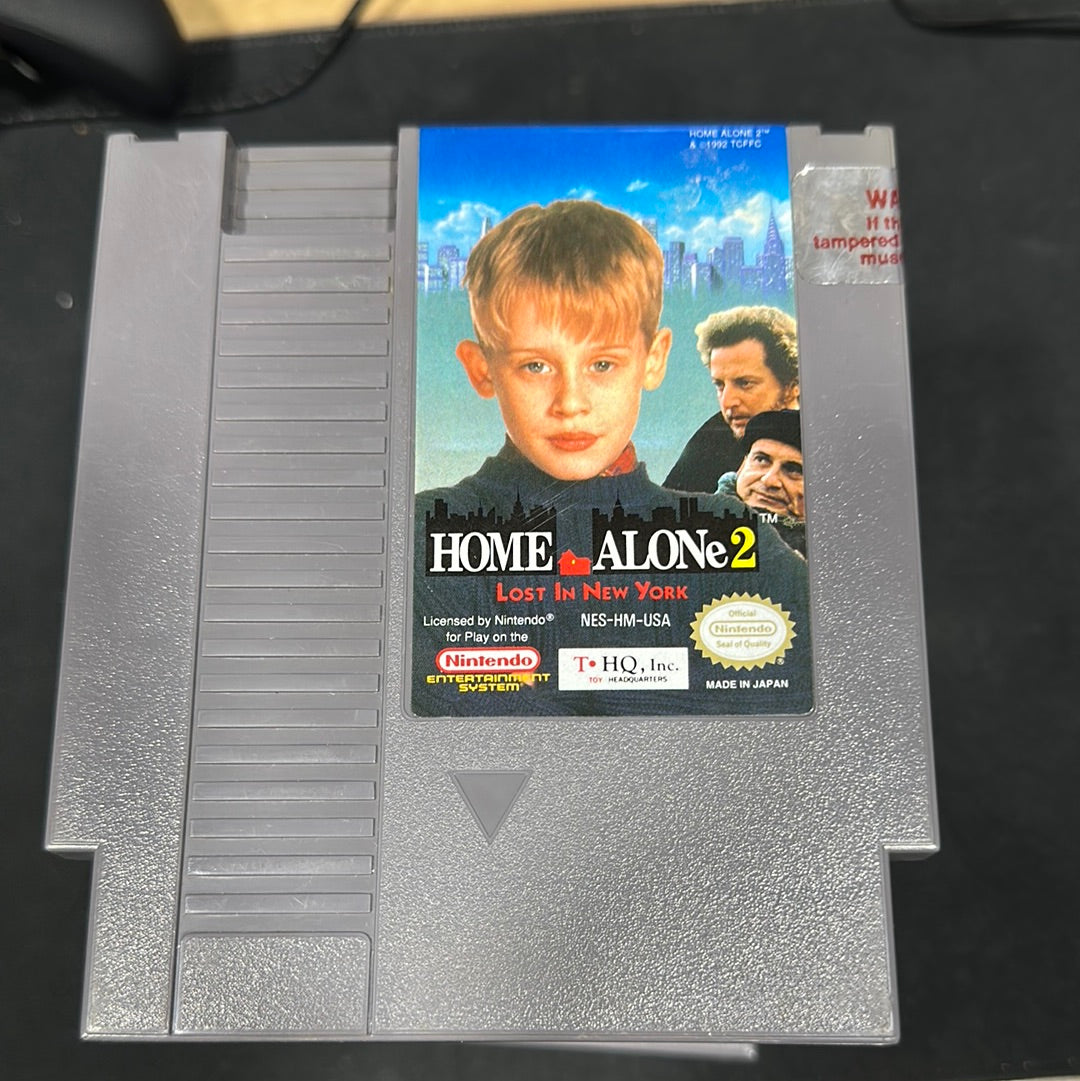 HOME ALONE 2™
& ©1992 TCFFC
WA
If th
tampered
mus
HOME ALONe 2 ™
LOST IN NEW YORK
Licensed by Nintendo®
for Play on the
Nintendo
ENTERTAINMENT
SYSTEM™
NES-HM-USA
T•HQ, Inc.
TOY HEADQUARTERS
Official
Nintendo
Seal of Quality
®
MADE IN JAPAN